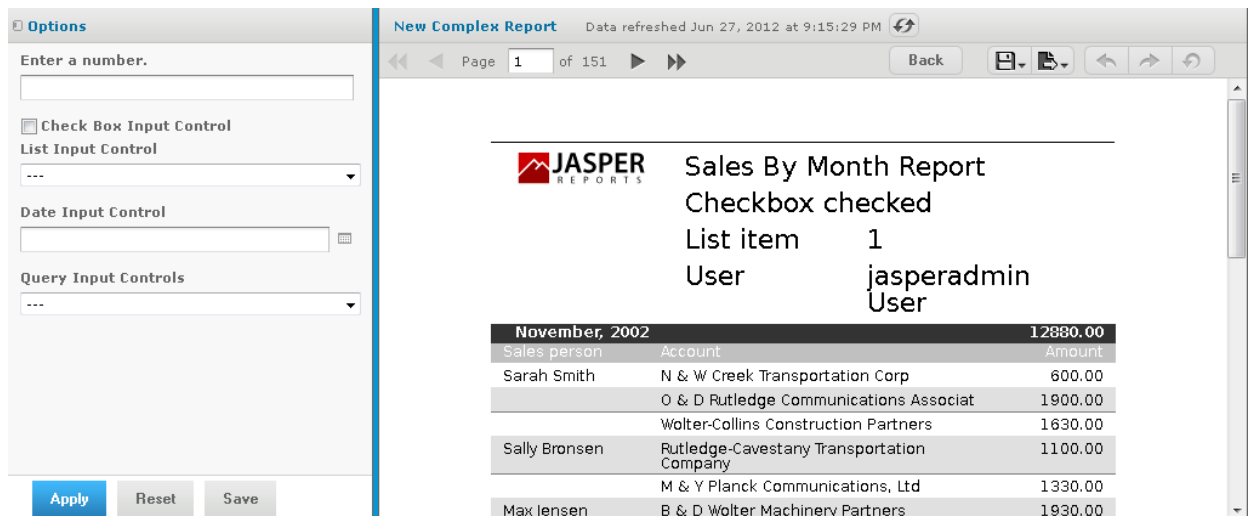 Options
Enter a number.
Check Box Input Control
List Input Control
---
Date Input Control
Query Input Controls
---
Apply Reset Save
New Complex Report Data refreshed Jun 27, 2012 at 9:15:29 PM
Page 1 of 151 Back
JASPER
REPORTS
Sales By Month Report
Checkbox checked
List item 1
User jasperadmin
User
November, 2002 12880.00
Sales person Account Amount
Sarah Smith N & W Creek Transportation Corp 600.00
O & D Rutledge Communications Associat 1900.00
Wolter-Collins Construction Partners 1630.00
Sally Bronsen Rutledge-Cavestany Transportation 1100.00
Company
M & Y Planck Communications, Ltd 1330.00
Max Jensen B & D Wolter Machinery Partners 1930.00